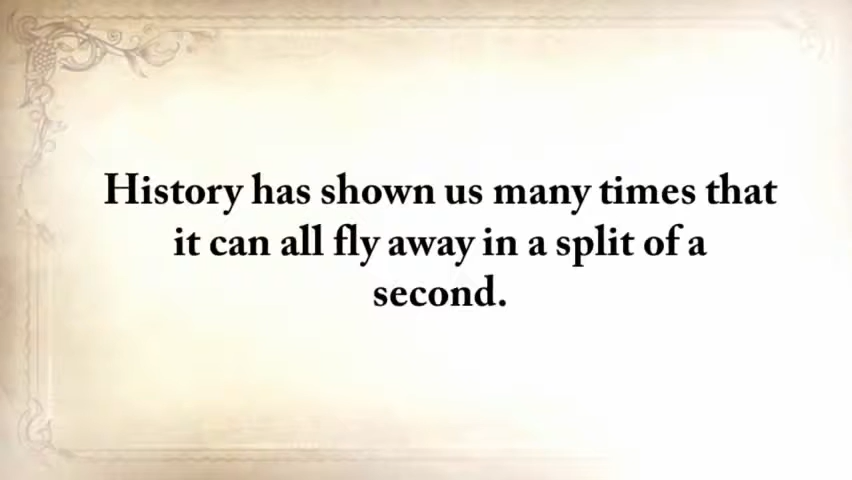 History has shown us many times that
it can all fly away in a split of a
second.